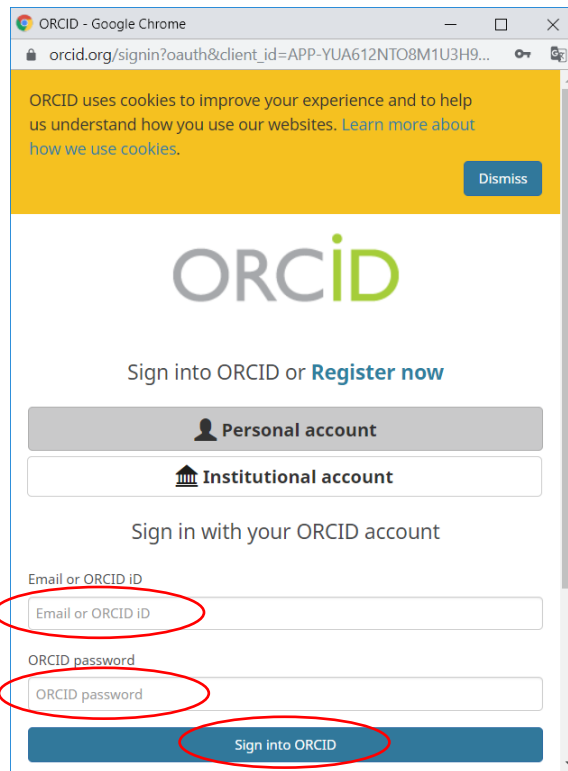 ORCID - Google Chrome
orcid.org/signin?oauth&client_id=APP-YUA612NTO8M1U3H9...
ORCID uses cookies to improve your experience and to help
us understand how you use our websites. Learn more about
how we use cookies.
Dismiss
ORCiD
Sign into ORCID or Register now
Personal account
Institutional account
Sign in with your ORCID account
Email or ORCID iD
Email or ORCID iD
ORCID password
ORCID password
Sign into ORCID